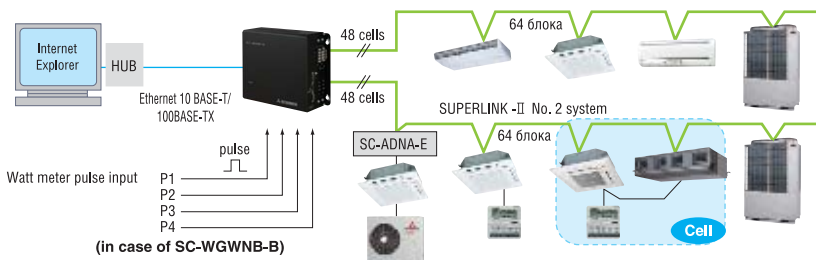 Internet
Explorer
HUB
Ethernet 10 BASE-T/
100BASE-TX
48 cells
48 cells
64 блока
SUPERLINK -II No. 2 system
64 блока
SC-ADNA-E
pulse
Watt meter pulse input
P1
P2
P3
P4
(in case of SC-WGWNB-B)
Cell